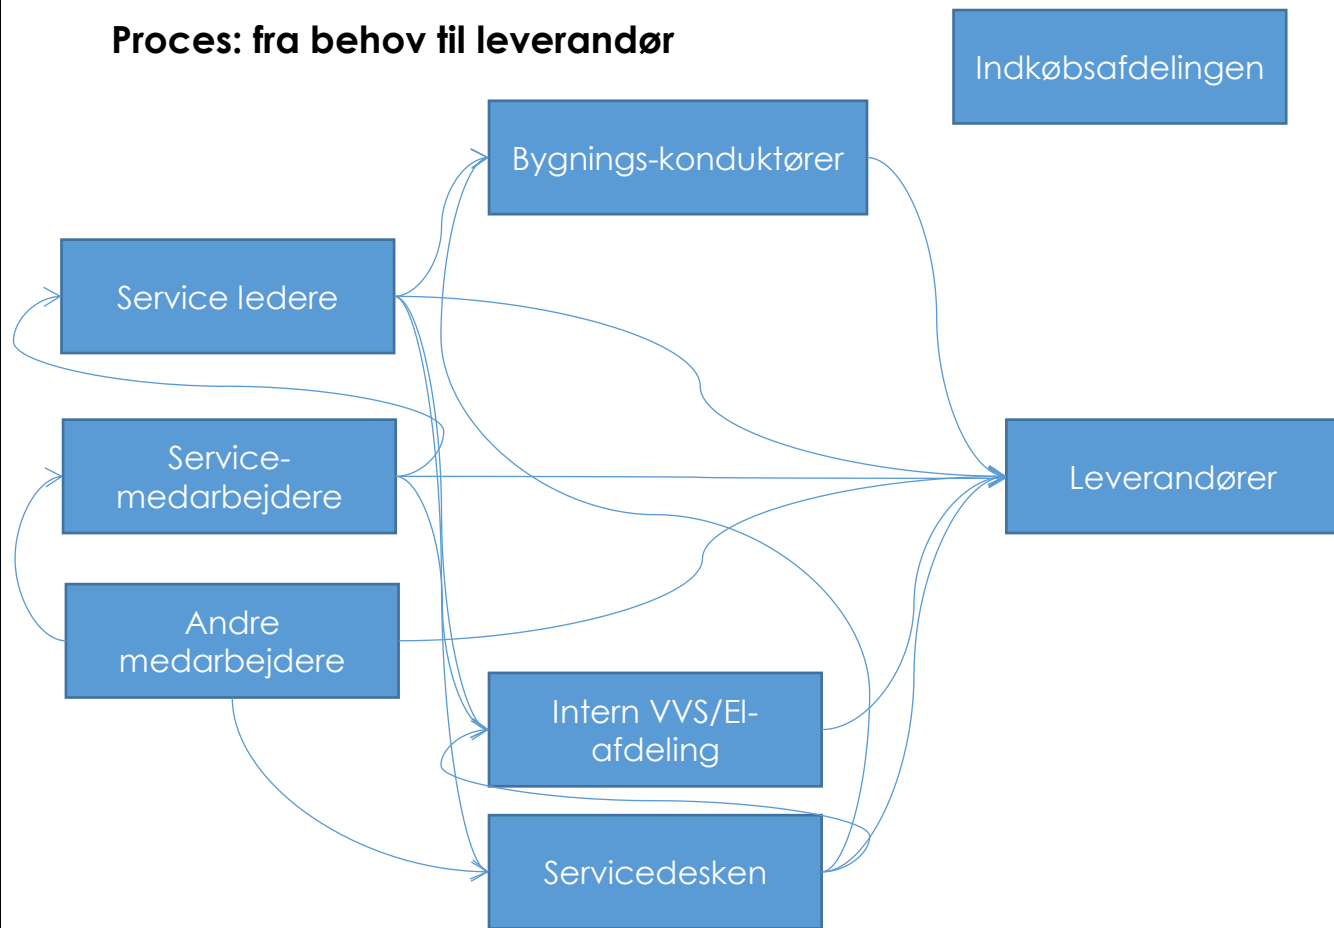 Proces: fra behov til leverandør
Indkøbsafdelingen
Bygnings-konduktører
Service ledere
Service-
medarbejdere
Leverandører
Andre
medarbejdere
Intern VVS/El-
afdeling
Servicedesken